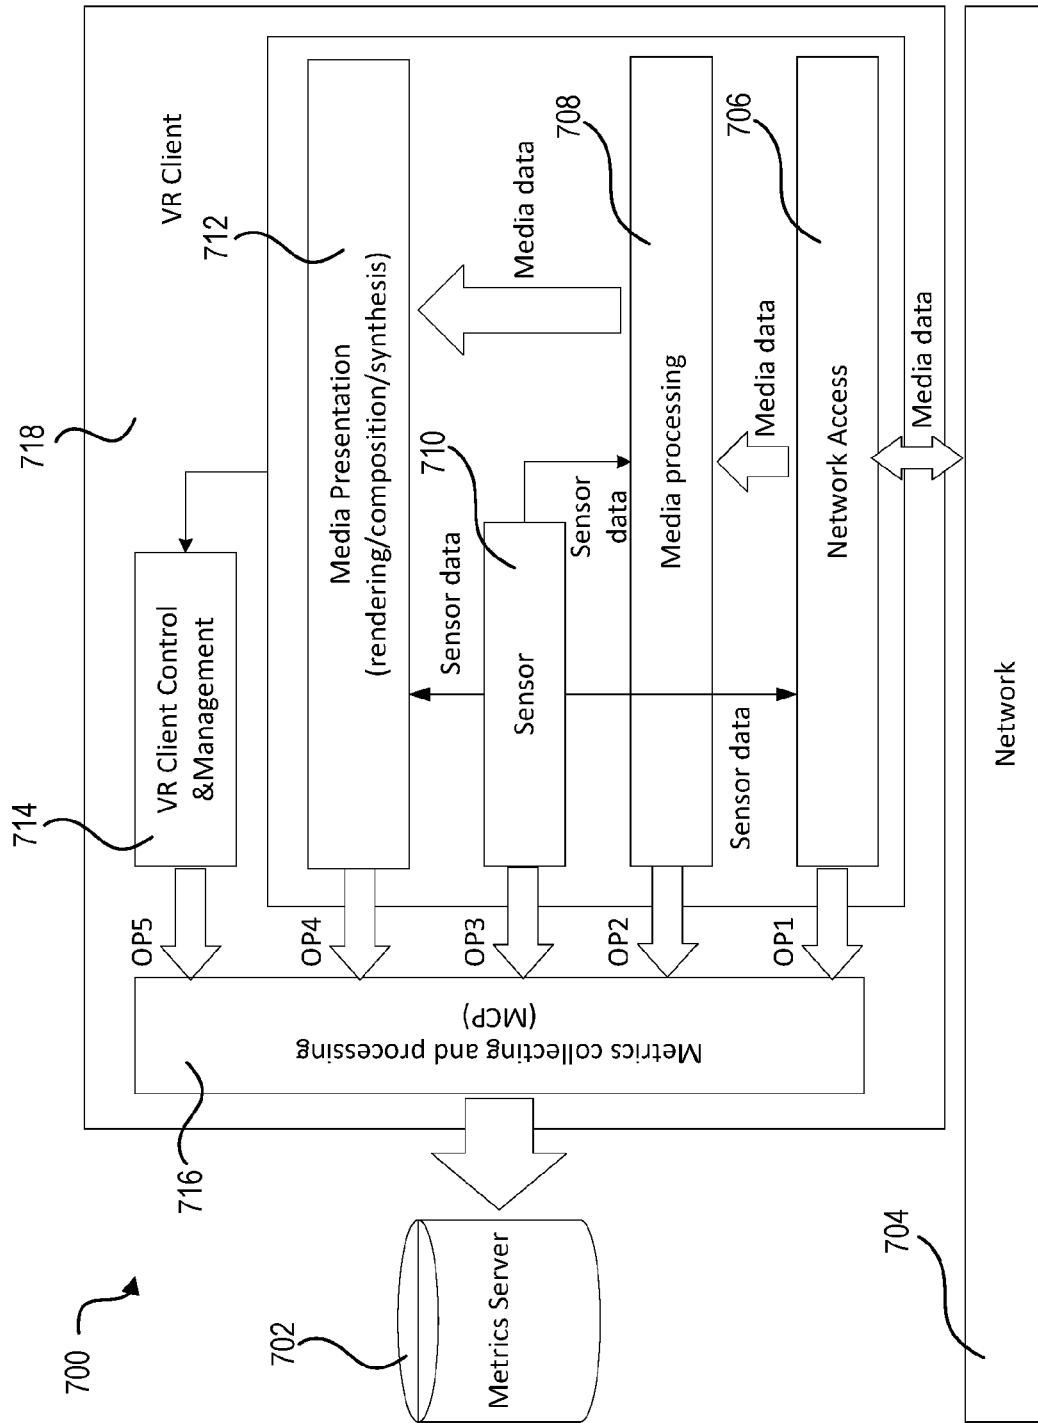 700
718
VR Client
714
VR Client Control
&Management
712
Media Presentation
(rendering/composition/synthesis)
Sensor data
Media data
710
Sensor
Sensor
data
708
Media processing
Media data
Sensor data
706
Network Access
Media data
OP5
OP4
OP3
OP2
OP1
716
Metrics collecting and processing
(MCP)
702
Metrics Server
704
Network